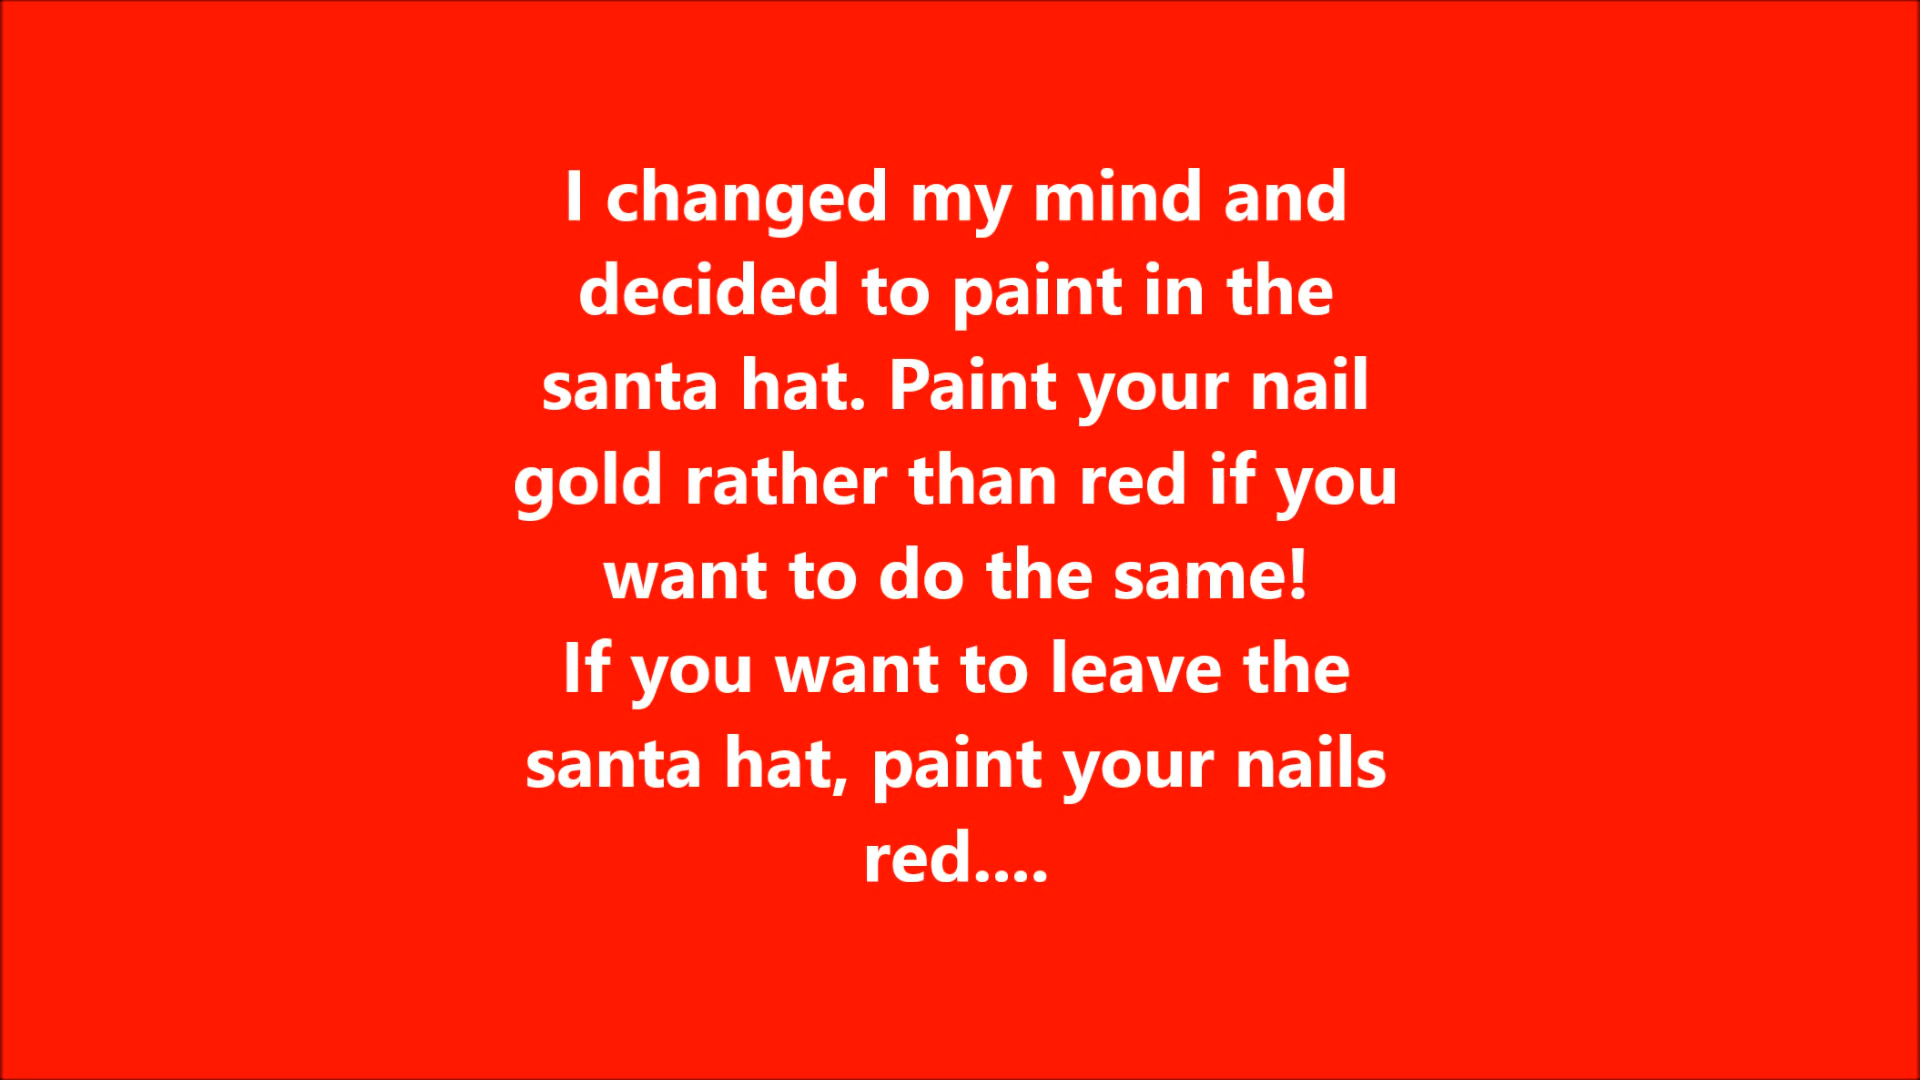 I changed my mind and
decided to paint in the
santa hat. Paint your nail
gold rather than red if you
want to do the same!
If you want to leave the
santa hat, paint your nails
red....